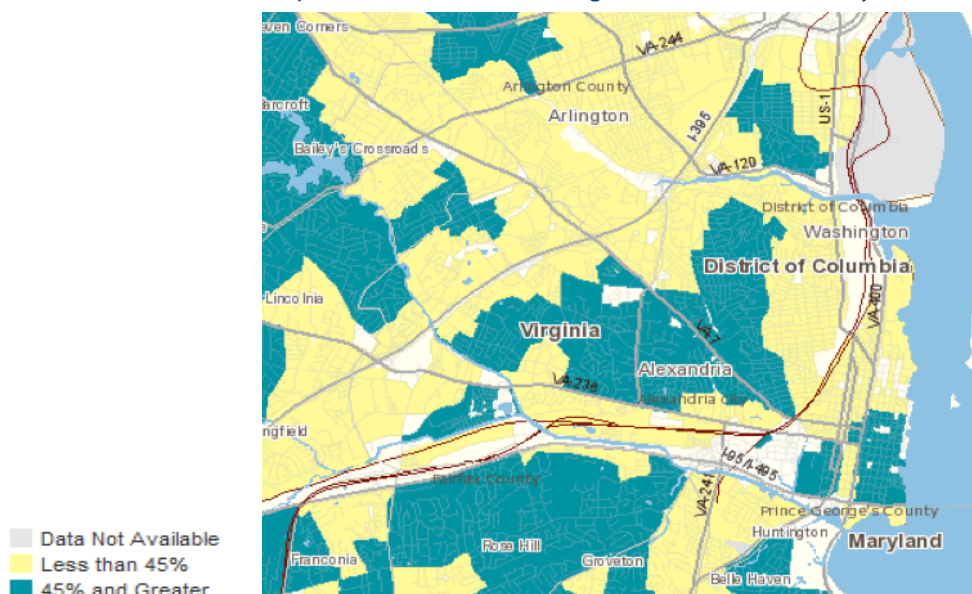 even Corners
VA-244
Arlington County
Arlington
I-395
US-1
arcroft
Bailey's Crossroads
VA-120
District of Columbia
Washington
District of Columbia
Lincolnia
VA-400
Virginia
VA-7
Alexandria
VA-236
Alexandria city
ngfield
I-95/I-495
Fairfax County
VA-241
Prince George's County
Huntington
Maryland
Rose Hill
Franconia
Groveton
Belle Haven
Data Not Available
Less than 45%
45% and Greater